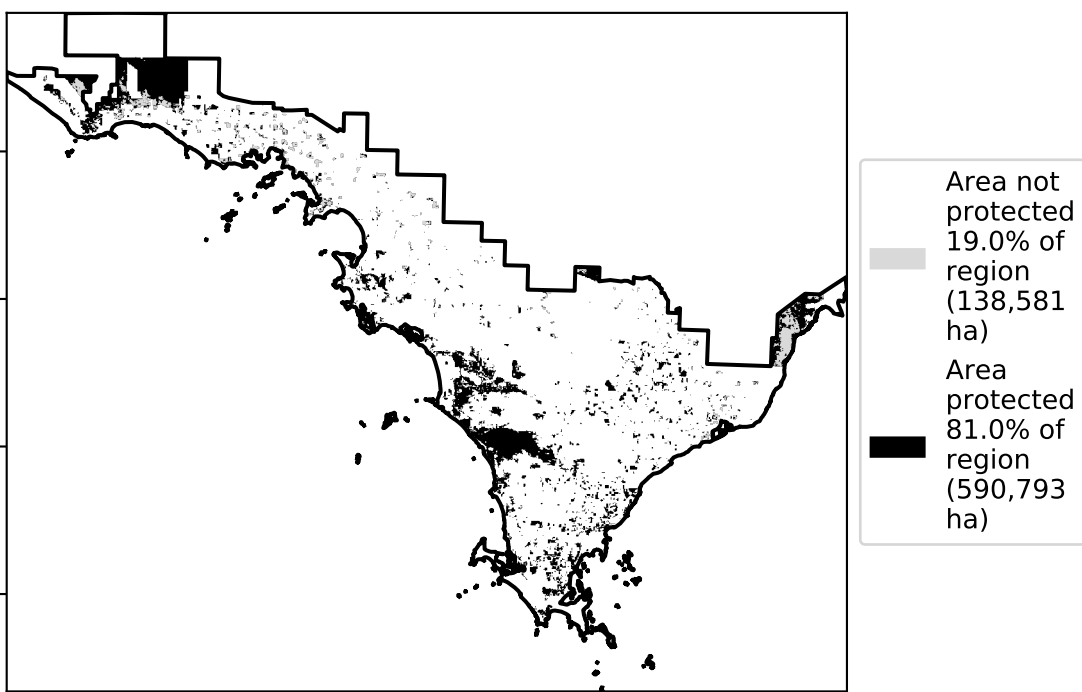 Area not
protected
19.0% of
region
(138,581
ha)
Area
protected
81.0% of
region
(590,793
ha)